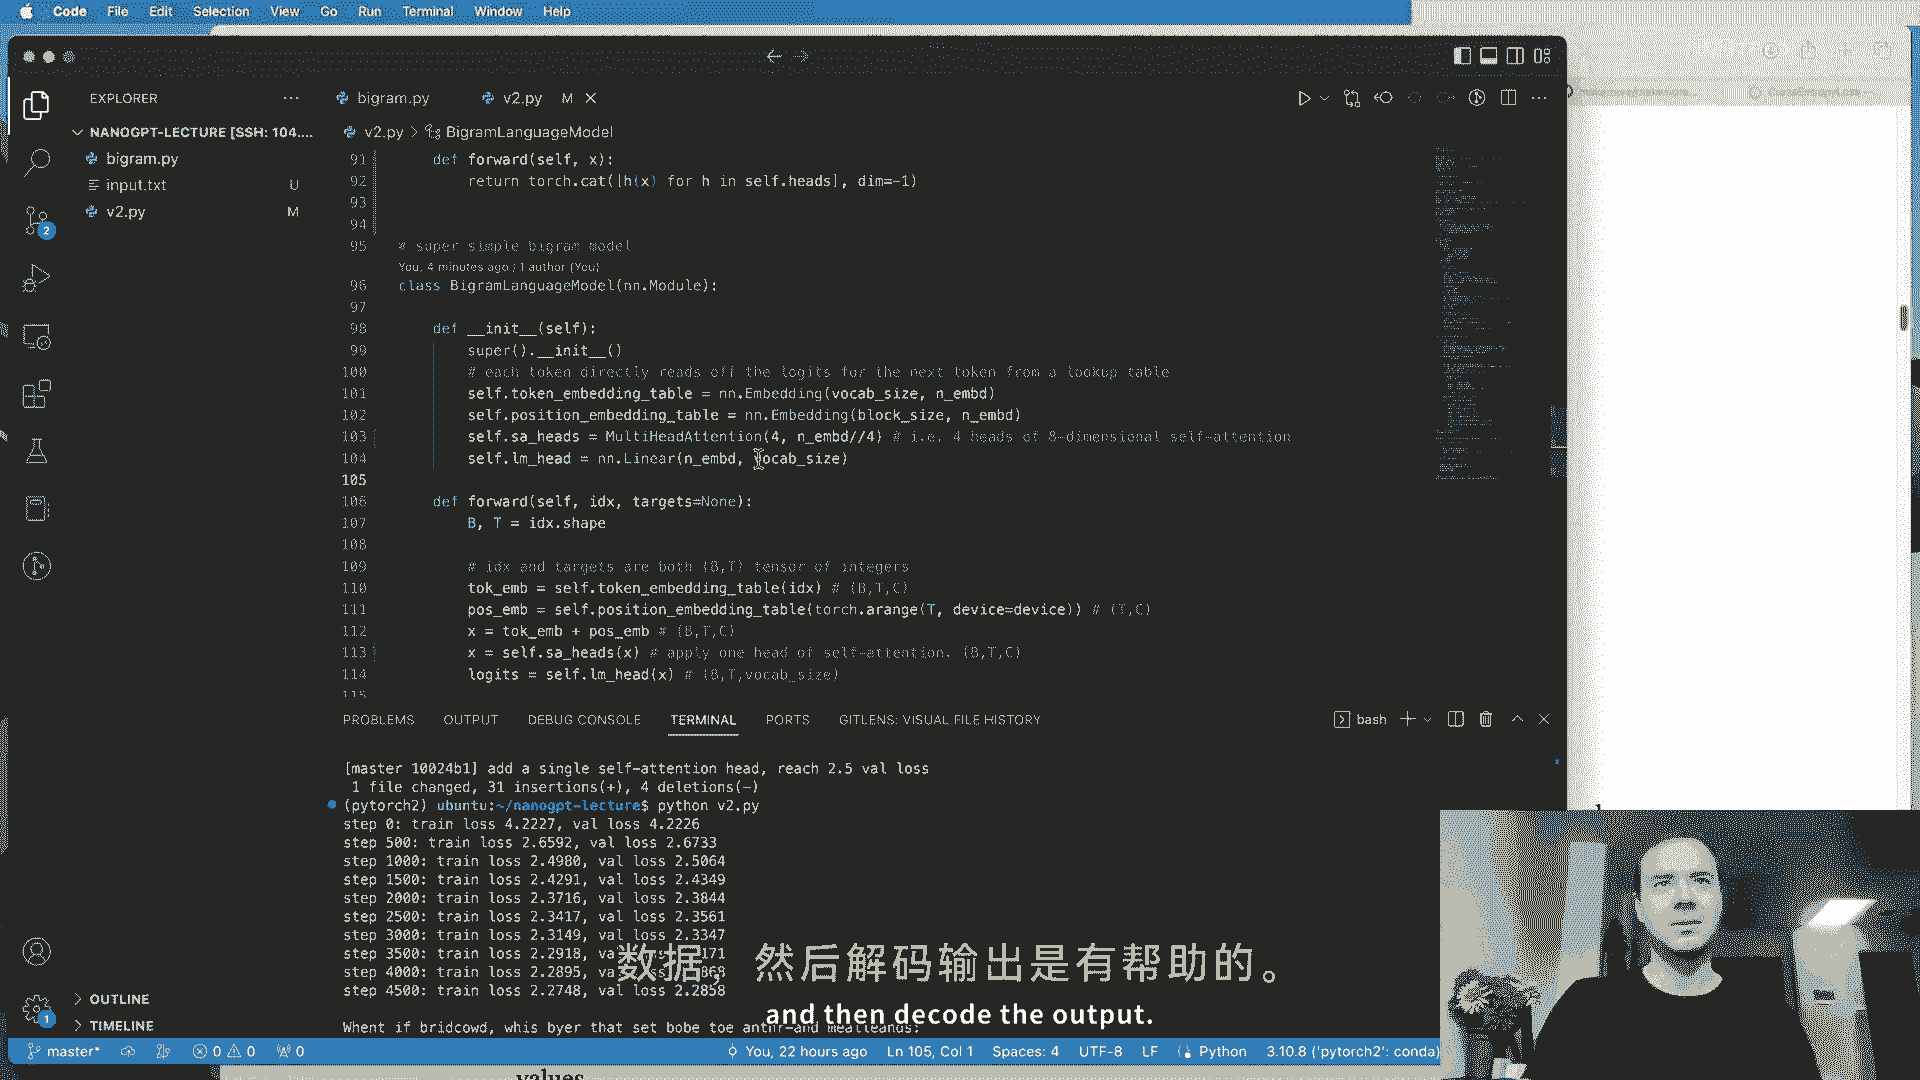 Code File Edit Selection View Go Run Terminal Window Help
EXPLORER
bigram.py
v2.py M
NANOGPT-LECTURE [SSH: 104....
v2.py > BigramLanguageModel
bigram.py
input.txt U
v2.py M
2
91 def forward(self, x):
92 return torch.cat([h(x) for h in self.heads], dim=-1)
93
94
95 # super simple bigram model
You, 4 minutes ago | 1 author (You)
96 class BigramLanguageModel(nn.Module):
97
98 def __init__(self):
99 super().__init__()
100 # each token directly reads off the logits for the next token from a lookup table
101 self.token_embedding_table = nn.Embedding(vocab_size, n_embd)
102 self.position_embedding_table = nn.Embedding(block_size, n_embd)
103 self.sa_heads = MultiHeadAttention(4, n_embd//4) # i.e. 4 heads of 8-dimensional self-attention
104 self.lm_head = nn.Linear(n_embd, vocab_size)
105
106 def forward(self, idx, targets=None):
107 B, T = idx.shape
108
109 # idx and targets are both (B,T) tensor of integers
110 tok_emb = self.token_embedding_table(idx) # (B,T,C)
111 pos_emb = self.position_embedding_table(torch.arange(T, device=device)) # (T,C)
112 x = tok_emb + pos_emb # (B,T,C)
113 x = self.sa_heads(x) # apply one head of self-attention. (B,T,C)
114 logits = self.lm_head(x) # (B,T,vocab_size)
115
PROBLEMS OUTPUT DEBUG CONSOLE TERMINAL PORTS GITLENS: VISUAL FILE HISTORY
bash
[master 10024b1] add a single self-attention head, reach 2.5 val loss
1 file changed, 31 insertions(+), 4 deletions(-)
(pytorch2) ubuntu:~/nanogpt-lecture$ python v2.py
step 0: train loss 4.2227, val loss 4.2226
step 500: train loss 2.6592, val loss 2.6733
step 1000: train loss 2.4980, val loss 2.5064
step 1500: train loss 2.4291, val loss 2.4349
step 2000: train loss 2.3716, val loss 2.3844
step 2500: train loss 2.3417, val loss 2.3561
step 3000: train loss 2.3149, val loss 2.3347
step 3500: train loss 2.2918,
step 4000: train loss 2.2895,
step 4500: train loss 2.2748, val loss 2.2858
数据，然后解码输出是有帮助的。
and then decode the output.
Whent if bridcowd, whis byer that set bobe toe
OUTLINE
TIMELINE
1
master* 0 0 0 You, 22 hours ago Ln 105, Col 1 Spaces: 4 UTF-8 LF Python 3.10.8 ('pytorch2': conda)
values